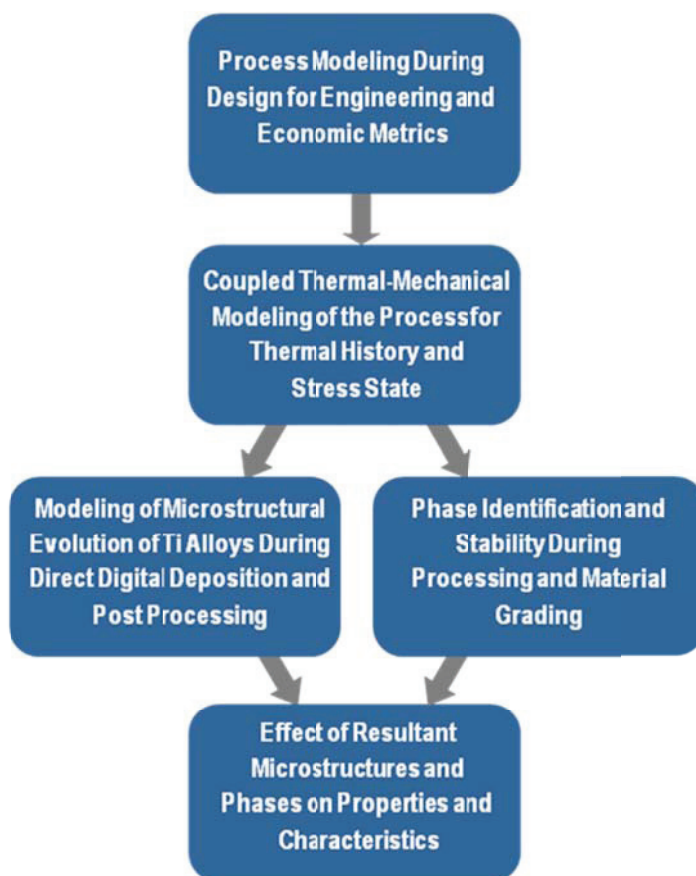 Process Modeling During
Design for Engineering and
Economic Metrics
Coupled Thermal-Mechanical
Modeling of the Processfor
Thermal History and
Stress State
Modeling of Microstructural
Evolution of Ti Alloys During
Direct Digital Deposition and
Post Processing
Phase Identification and
Stability During
Processing and Material
Grading
Effect of Resultant
Microstructures and
Phases on Properties and
Characteristics